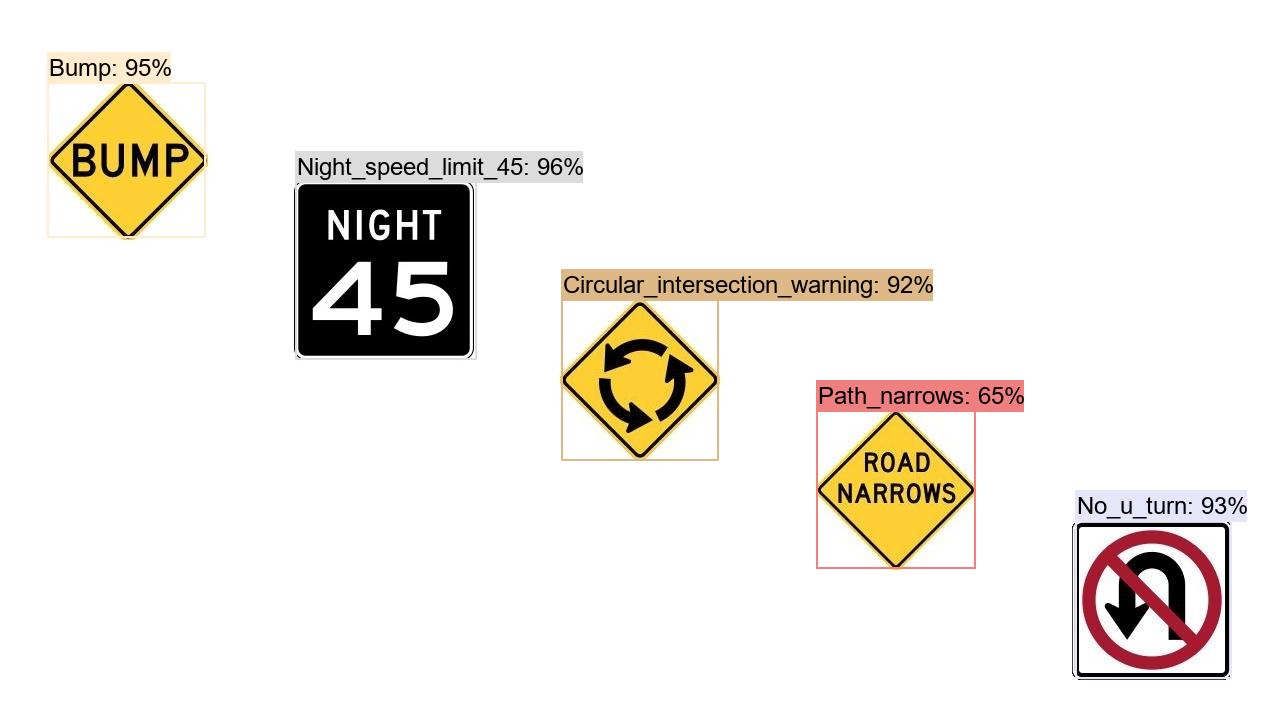 Bump: 95%
BUMP
Night_speed_limit_45: 96%
NIGHT
45
Circular_intersection_warning: 92%
Path_narrows: 65%
ROAD
NARROWS
No_u_turn: 93%